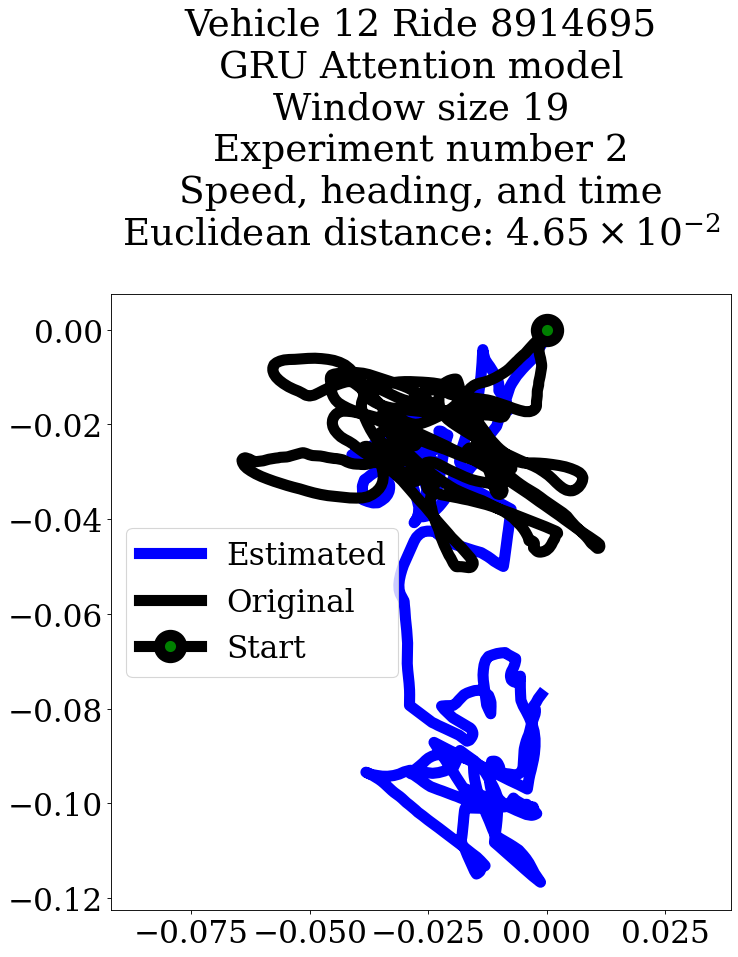 Vehicle 12 Ride 8914695
GRU Attention model
Window size 19
Experiment number 2
Speed, heading, and time
Euclidean distance: 4.65 × 10⁻²
0.00
−0.02
−0.04
−0.06
−0.08
−0.10
−0.12
Estimated
Original
Start
−0.075 −0.050 −0.025 0.000 0.025